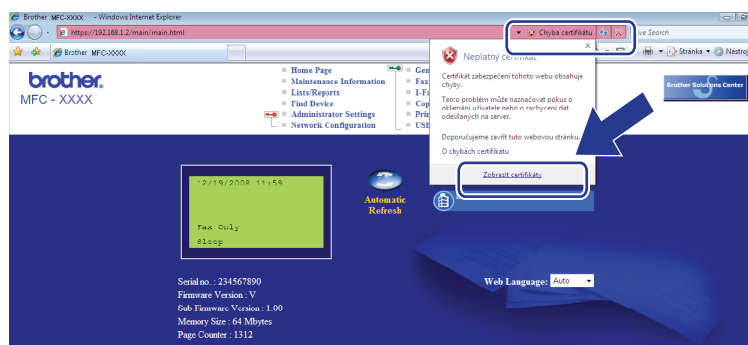 Brother MFC-XXXX - Windows Internet Explorer
https://192.168.1.2/main/main.html
Chyba certifikátu
ive Search
Brother MFC-XXXX
Stránka
Nástroj
brother.
MFC - XXXX
Home Page
Maintenance Information
Lists/Reports
Find Device
Administrator Settings
Network Configuration
Gen
Fax
I-Fa
Cop
Prin
USB
Brother Solutions Center
Neplatný certifikát
Certifikát zabezpečení tohoto webu obsahuje
chyby.
Tento problém může naznačovat pokus o
oklamání uživatele nebo o zachycení dat
odesílaných na server.
Doporučujeme zavřít tuto webovou stránku.
O chybách certifikátu
Zobrazit certifikáty
12/19/2008 11:59
Fax Only
Sleep
Automatic
Refresh
Serial no. : 234567890
Firmware Version : V
Sub Firmware Version : 1.00
Memory Size : 64 Mbytes
Page Counter : 1312
Web Language: Auto